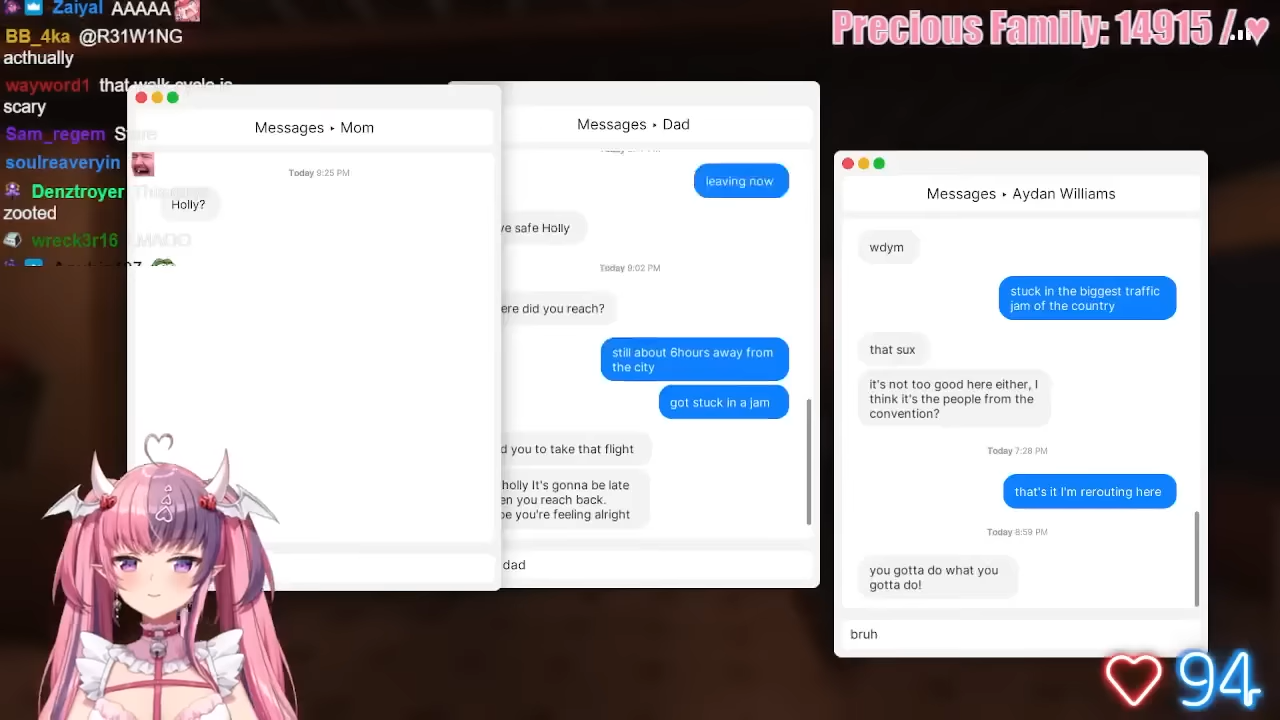 Zaiyal AAAAA
BB_4ka @R31W1NG
acthually
wayword1 that walk cycle is
scary
Sam_regem Stare
soulreaveryin
Denztroyer
zooted
wreck3r16 LMAOO
Precious Family: 14915 /
Messages ‣ Mom
Today 9:25 PM
Holly?
Messages ‣ Dad
leaving now
ve safe Holly
Today 9:02 PM
ere did you reach?
still about 6hours away from
the city
got stuck in a jam
d you to take that flight
holly It's gonna be late
en you reach back.
pe you're feeling alright
dad
Messages ‣ Aydan Williams
wdym
stuck in the biggest traffic
jam of the country
that sux
it's not too good here either, I
think it's the people from the
convention?
Today 7:28 PM
that's it I'm rerouting here
Today 8:59 PM
you gotta do what you
gotta do!
bruh
94